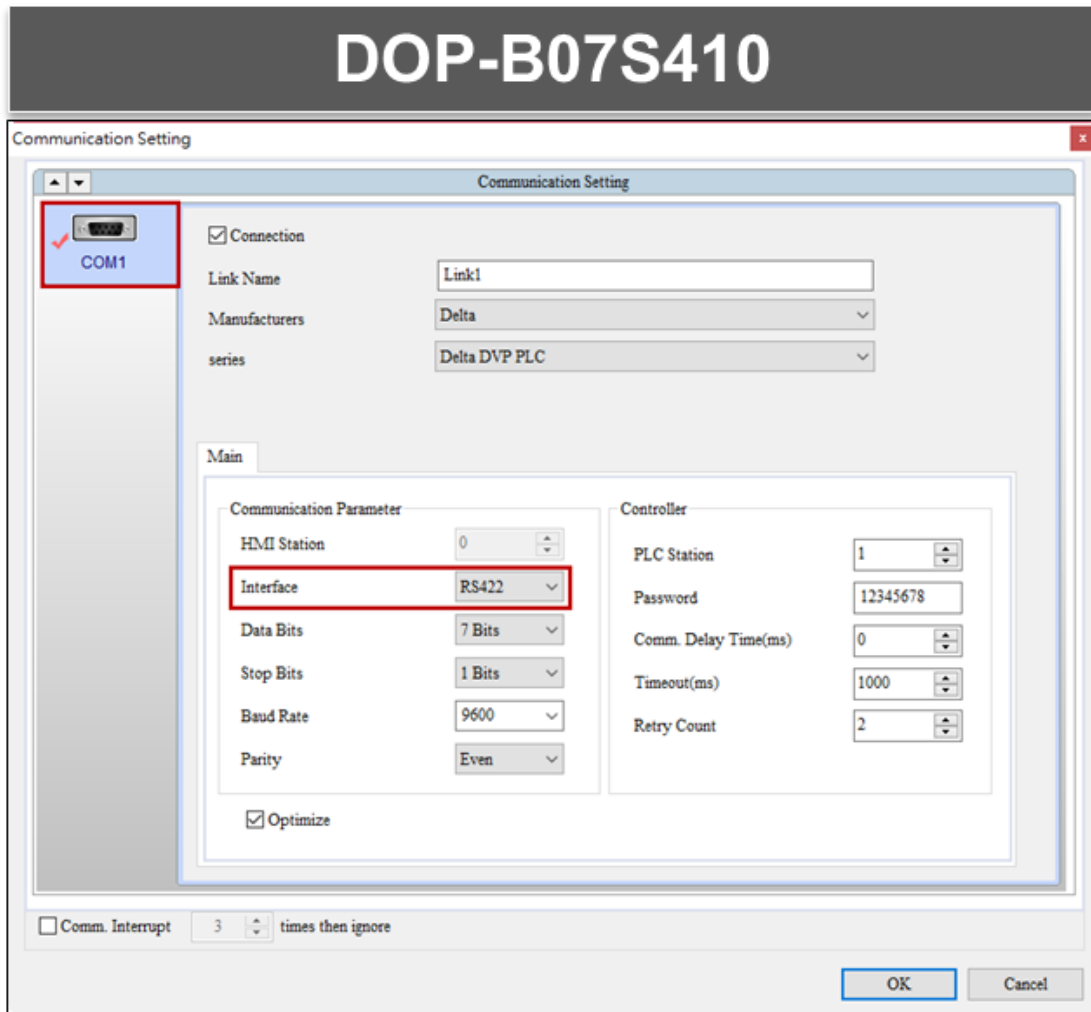 DOP-B07S410
Communication Setting
x
Communication Setting
COM1
Connection
Link Name Link1
Manufacturers Delta
series Delta DVP PLC
Main
Communication Parameter
HMI Station 0
Interface RS422
Data Bits 7 Bits
Stop Bits 1 Bits
Baud Rate 9600
Parity Even
Optimize
Controller
PLC Station 1
Password 12345678
Comm. Delay Time(ms) 0
Timeout(ms) 1000
Retry Count 2
Comm. Interrupt 3 times then ignore
OK Cancel